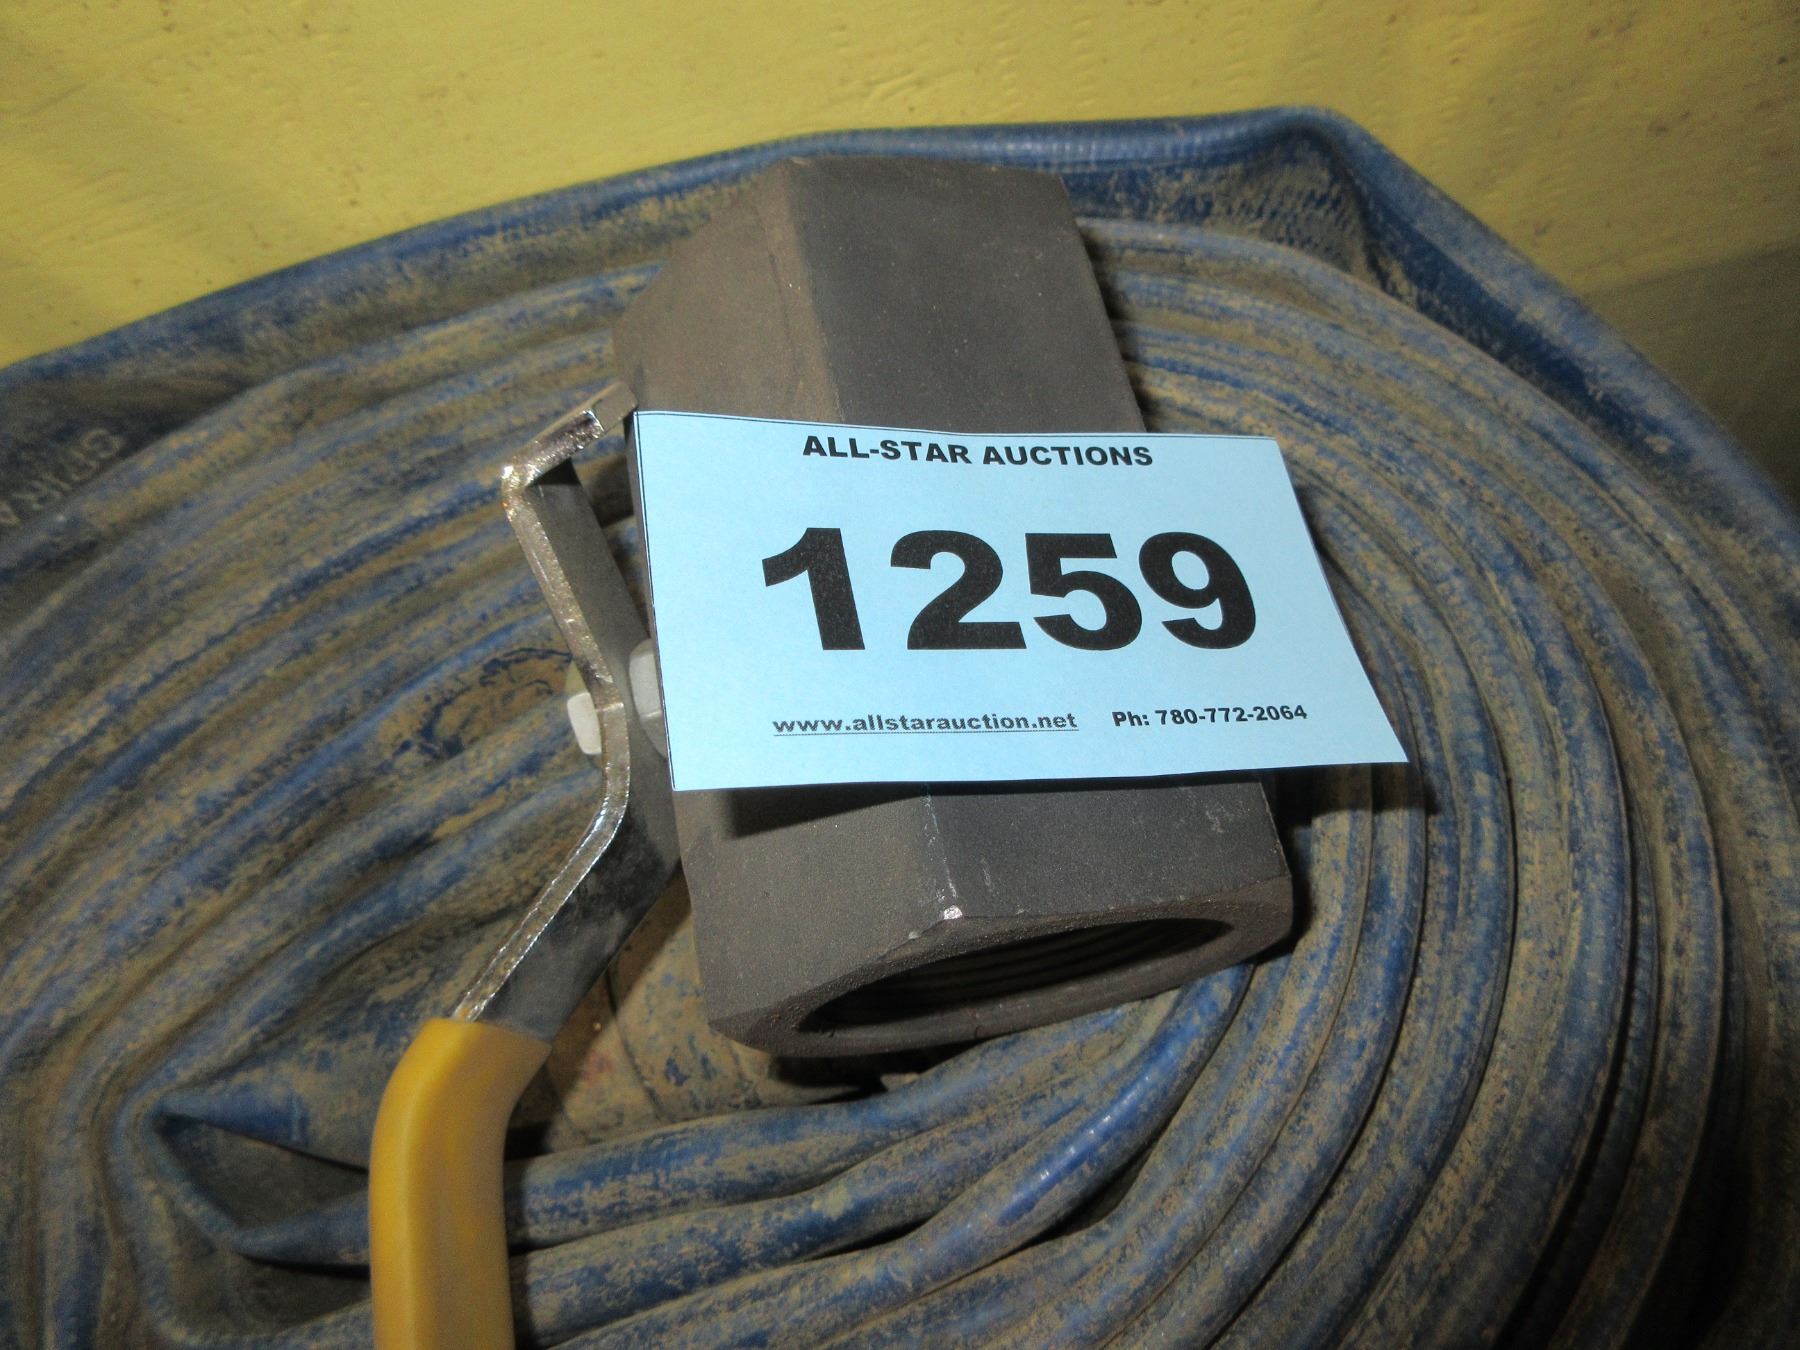 ALL-STAR AUCTIONS
1259
www.allstarauction.net Ph: 780-772-2064